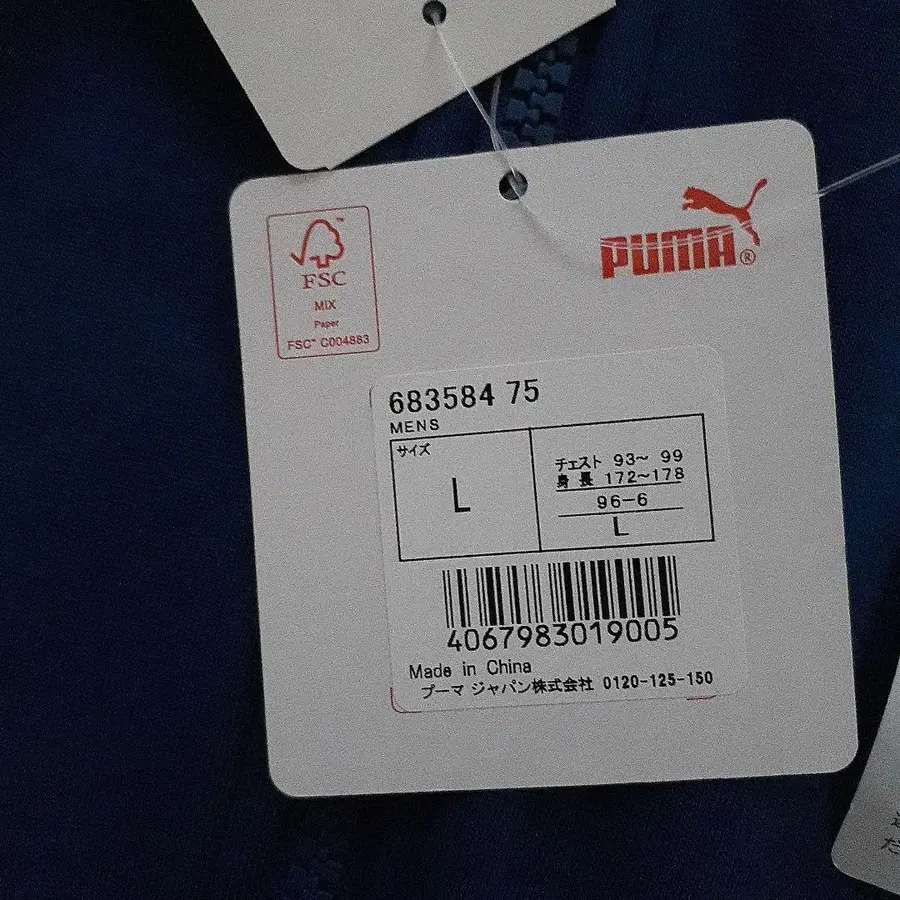 PUMA®
™
FSC
MIX
Paper
FSC™ C004883
683584 75
MENS
サイズ
L
チェスト 93~ 99
身 長 172~178
96-6
L
4067983019005
Made in China
プーマ ジャパン株式会社 0120-125-150